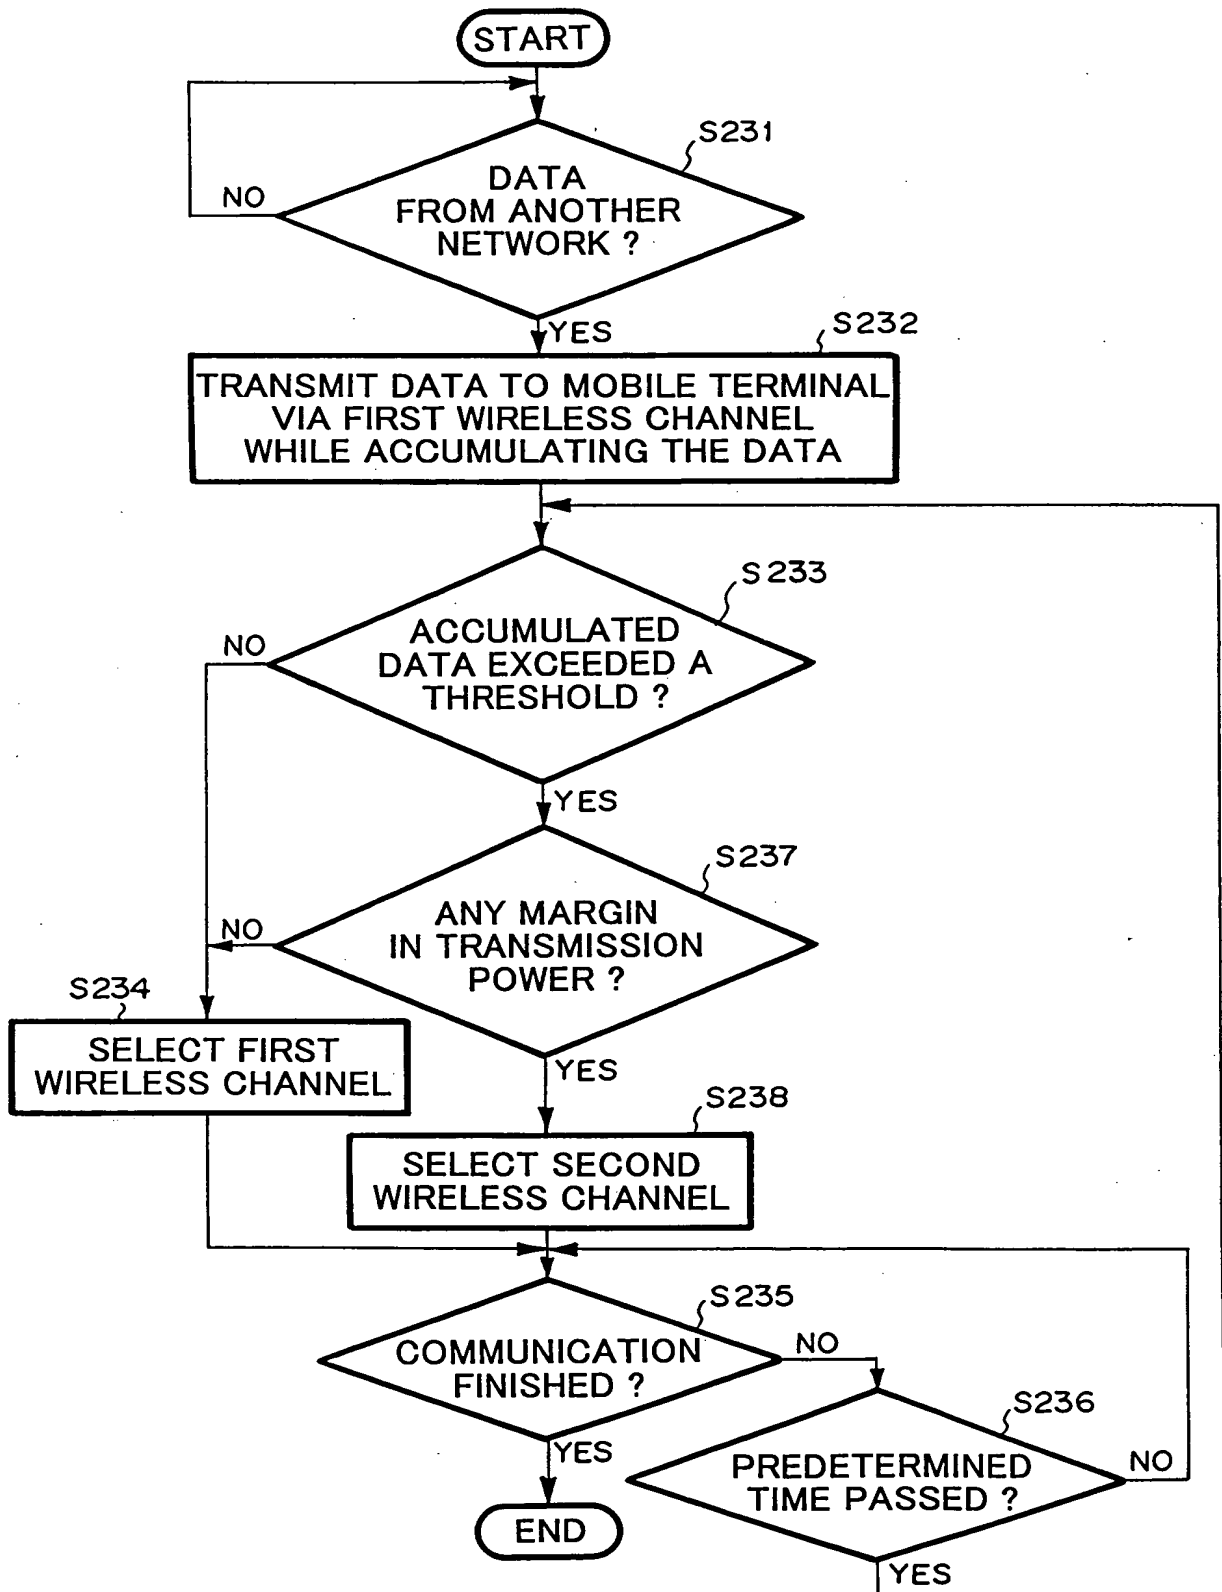 START
S231
DATA
FROM ANOTHER
NETWORK ?
NO
YES
S232
TRANSMIT DATA TO MOBILE TERMINAL
VIA FIRST WIRELESS CHANNEL
WHILE ACCUMULATING THE DATA
S233
ACCUMULATED
DATA EXCEEDED A
THRESHOLD ?
NO
YES
S237
ANY MARGIN
IN TRANSMISSION
POWER ?
NO
YES
S234
SELECT FIRST
WIRELESS CHANNEL
S238
SELECT SECOND
WIRELESS CHANNEL
S235
COMMUNICATION
FINISHED ?
NO
YES
S236
PREDETERMINED
TIME PASSED ?
NO
END
YES